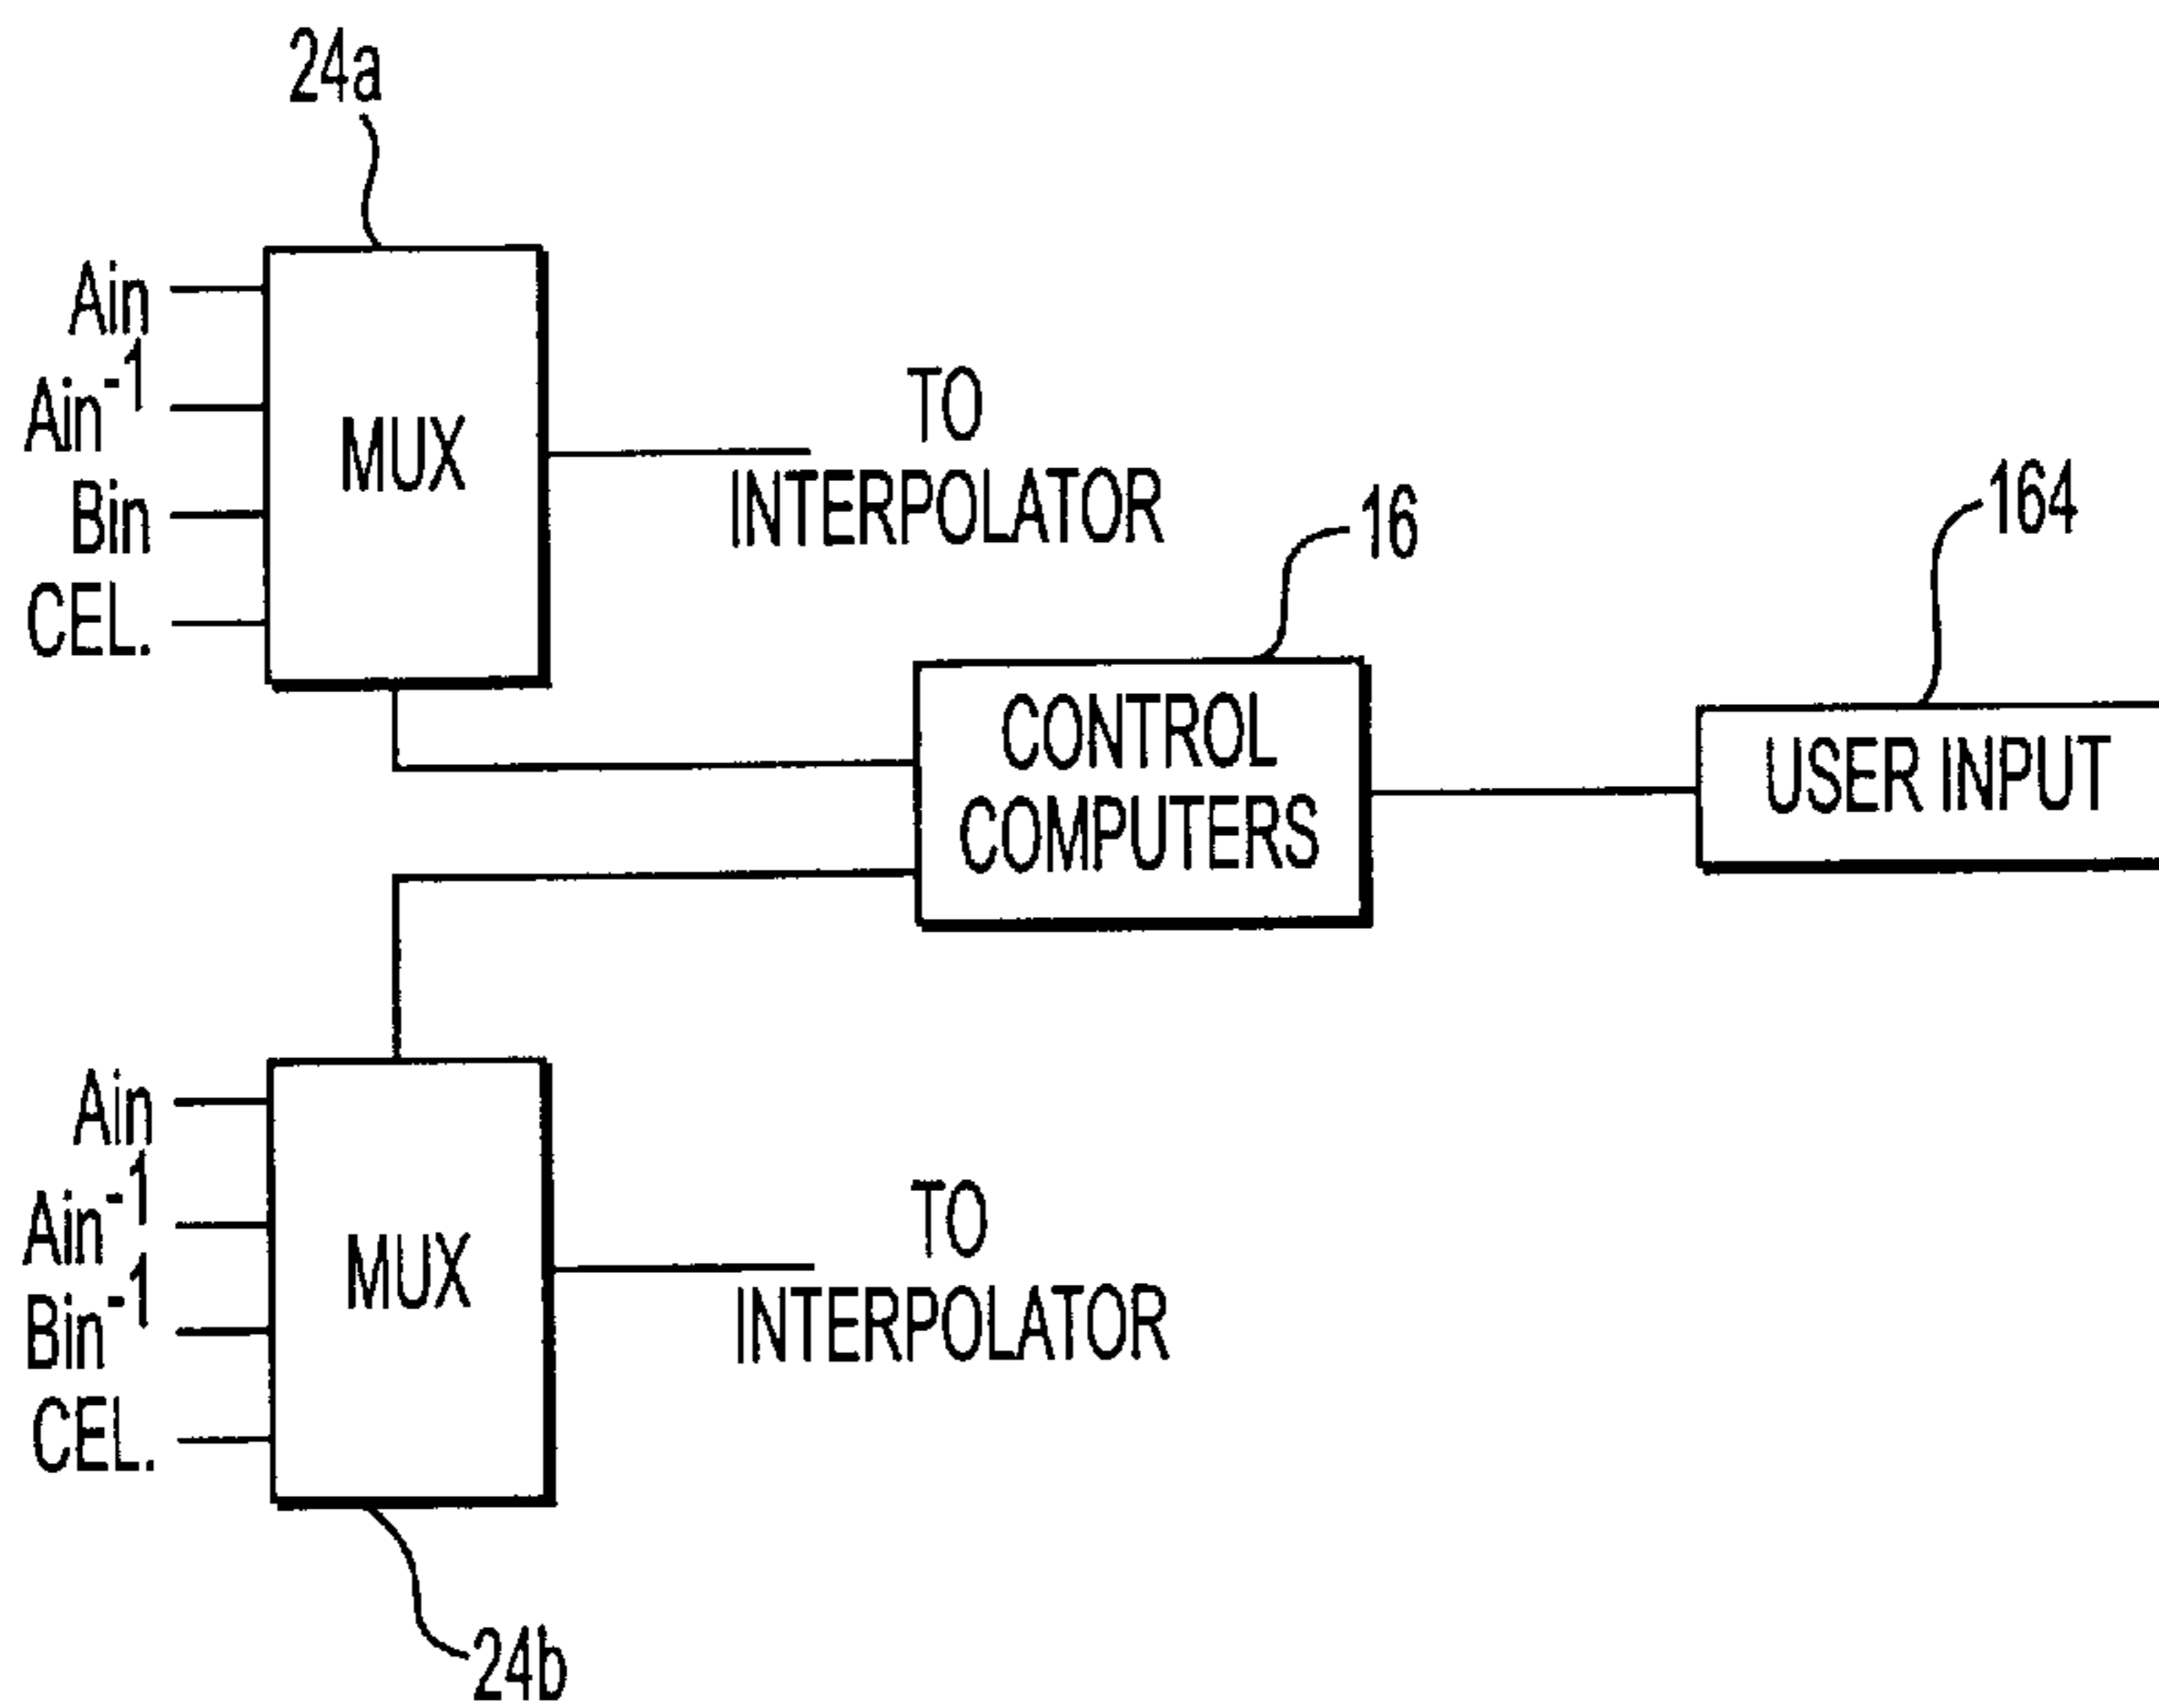 24a
Ain
Ain-1
Bin
CEL.
MUX
TO
INTERPOLATOR
16
164
CONTROL
COMPUTERS
USER INPUT
Ain
Ain-1
Bin-1
CEL.
MUX
TO
INTERPOLATOR
24b